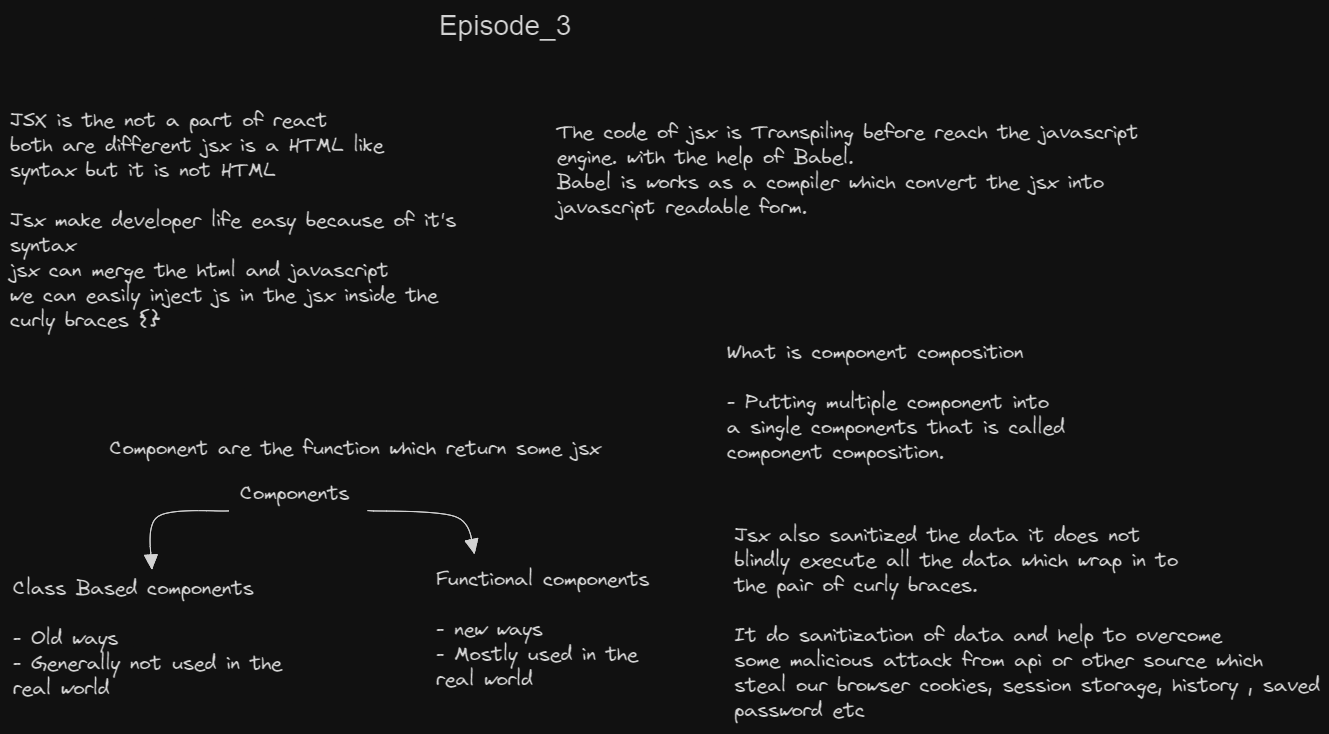 Episode_3
JSX is the not a part of react
both are different jsx is a HTML like
syntax but it is not HTML
Jsx make developer life easy because of it's
syntax
jsx can merge the html and javascript
we can easily inject js in the jsx inside the
curly braces {}
The code of jsx is Transpiling before reach the javascript
engine. with the help of Babel.
Babel is works as a compiler which convert the jsx into
javascript readable form.
What is component composition
- Putting multiple component into
a single components that is called
component composition.
Component are the function which return some jsx
Components
Class Based components
- Old ways
- Generally not used in the
real world
Functional components
- new ways
- Mostly used in the
real world
Jsx also sanitized the data it does not
blindly execute all the data which wrap in to
the pair of curly braces.
It do sanitization of data and help to overcome
some malicious attack from api or other source which
steal our browser cookies, session storage, history , saved
password etc